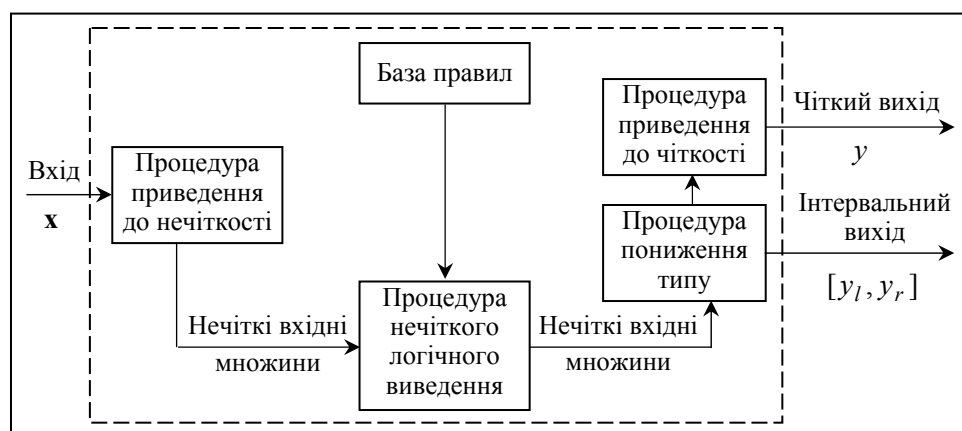 База правил
Процедура
приведення
до чіткості
Чіткий вихід
y
Вхід
x
Процедура
приведення
до нечіткості
Процедура
пониження
типу
Інтервальний
вихід
[y_l, y_r]
Нечіткі вхідні
множини
Процедура
нечіткого
логічного
виведення
Нечіткі вхідні
множини